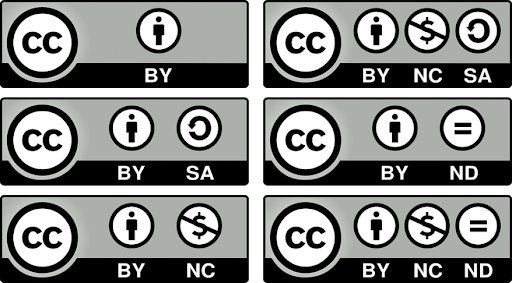 CC BY
CC BY NC $ SA
CC BY SA
CC BY ND
CC BY NC $
CC BY NC $ ND